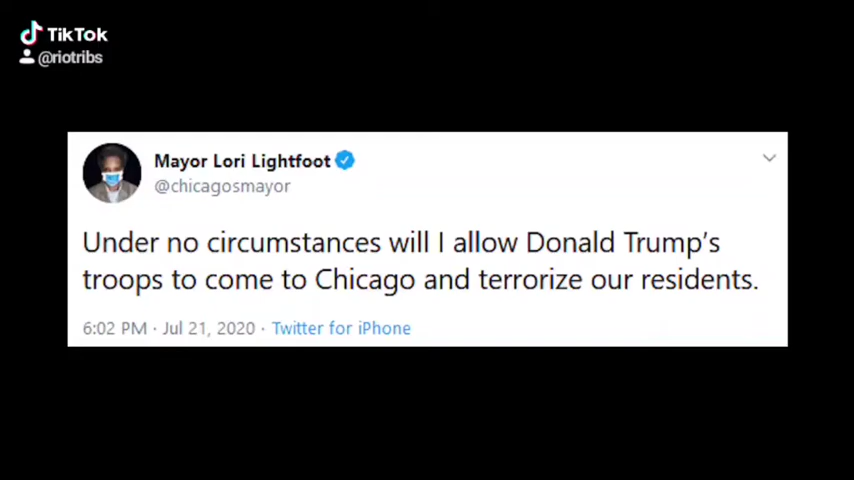 TikTok
@riotribs
Mayor Lori Lightfoot
@chicagosmayor
Under no circumstances will I allow Donald Trump's
troops to come to Chicago and terrorize our residents.
6:02 PM · Jul 21, 2020 · Twitter for iPhone